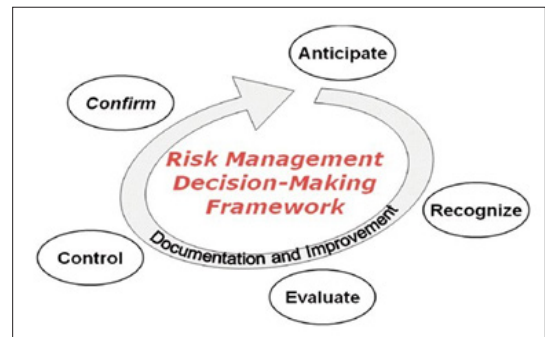 Anticipate
Confirm
Risk Management
Decision-Making
Framework
Recognize
Documentation and Improvement
Control
Evaluate